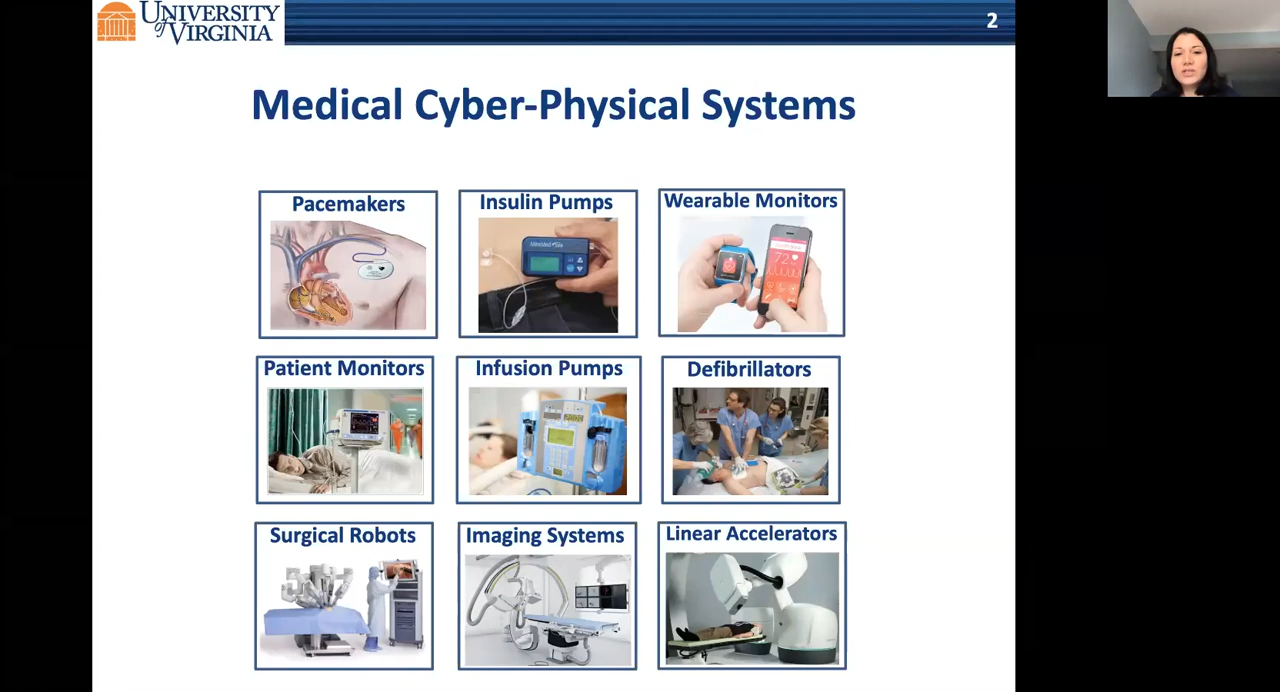 UNIVERSITY
of VIRGINIA
2
Medical Cyber-Physical Systems
Pacemakers
Insulin Pumps
Wearable Monitors
72
Patient Monitors
Infusion Pumps
Defibrillators
Surgical Robots
Imaging Systems
Linear Accelerators